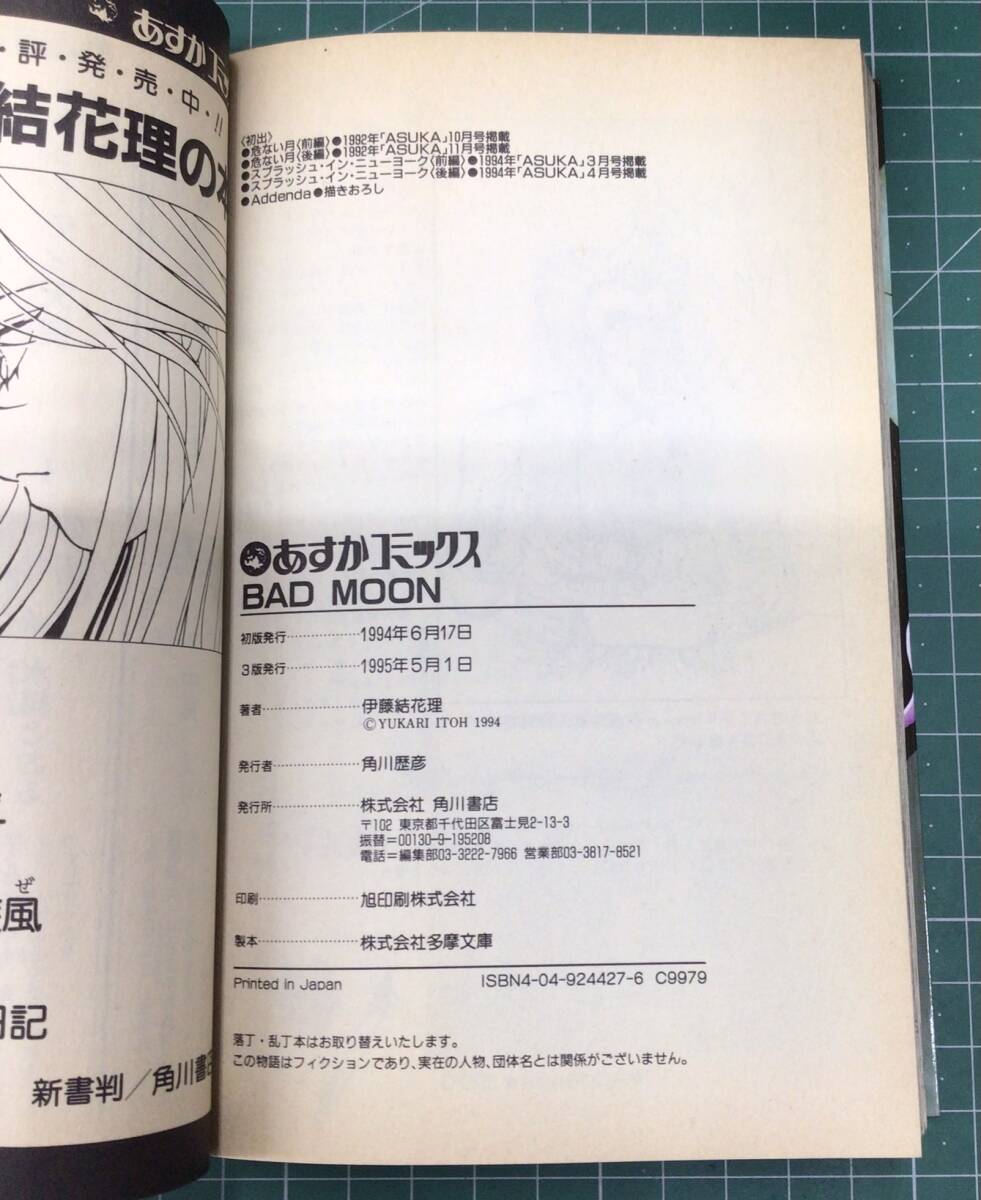 あすかコミ
・評・発・売・中・!!
結花理の本
ぜ
風
日記
新書判／角川書店
〈初出〉
●危ない月〈前編〉●1992年「ASUKA」10月号掲載
●危ない月〈後編〉●1992年「ASUKA」11月号掲載
●スプラッシュ・イン・ニューヨーク〈前編〉●1994年「ASUKA」3月号掲載
●スプラッシュ・イン・ニューヨーク〈後編〉●1994年「ASUKA」4月号掲載
●Addenda●描きおろし
あすかコミックス
BAD MOON
初版発行………………1994年6月17日
3版発行………………1995年5月1日
著者………………伊藤結花理
©YUKARI ITOH 1994
発行者………………角川歴彦
発行所………………株式会社 角川書店
〒102 東京都千代田区富士見2-13-3
振替=00130-9-195208
電話=編集部03-3222-7966 営業部03-3817-8521
印刷………………旭印刷株式会社
製本………………株式会社多摩文庫
Printed in Japan ISBN4-04-924427-6 C9979
落丁・乱丁本はお取り替えいたします。
この物語はフィクションであり、実在の人物、団体名とは関係がございません。